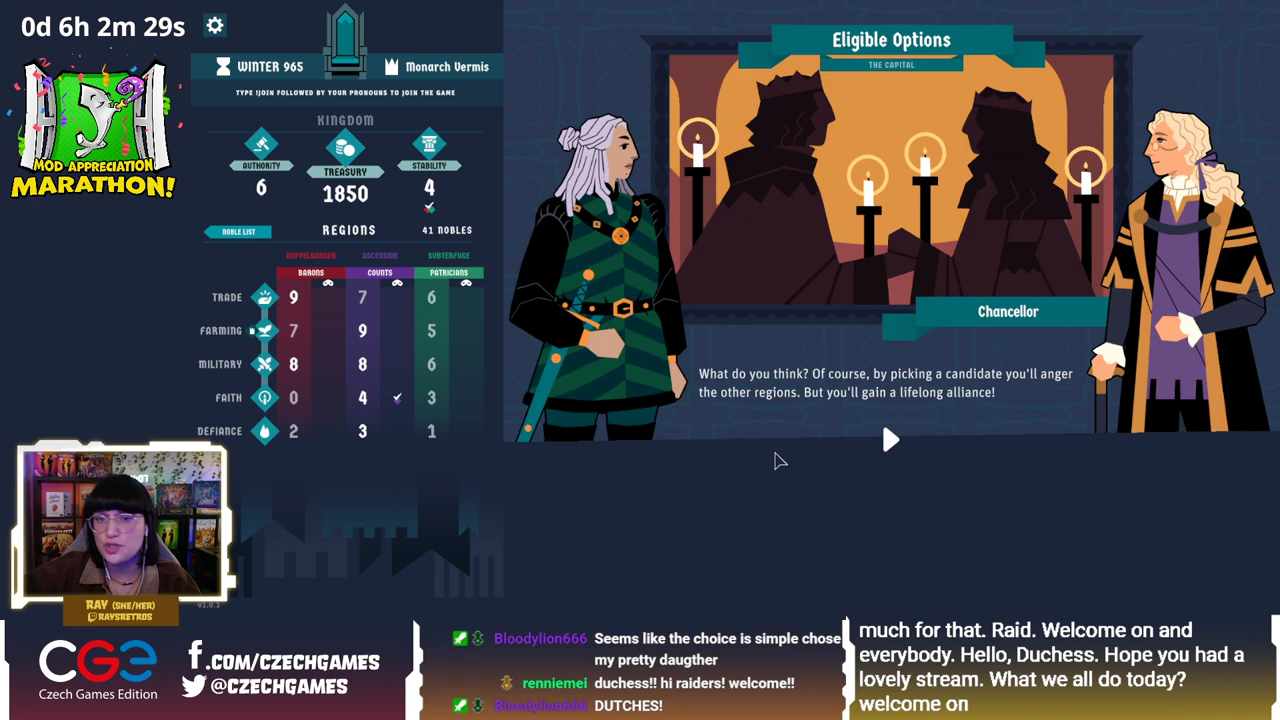 0d 6h 2m 29s
MOD APPRECIATION
MARATHON!
WINTER 965
Monarch Vermis
TYPE !JOIN FOLLOWED BY YOUR PRONOUNS TO JOIN THE GAME
KINGDOM
AUTHORITY
TREASURY
STABILITY
6
1850
4
NOBLE LIST
REGIONS
41 NOBLES
DOPPELGANGER
ASCENSION
SUBTERFUGE
BARONS
COUNTS
PATRICIANS
TRADE 9 7 6
FARMING 7 9 5
MILITARY 8 8 6
FAITH 0 4 3
DEFIANCE 2 3 1
Eligible Options
THE CAPITAL
Chancellor
What do you think? Of course, by picking a candidate you'll anger
the other regions. But you'll gain a lifelong alliance!
RAY (SHE/HER)
RAYSRETROS
V1.0.1
CGE
Czech Games Edition
f.COM/CZECHGAMES
@CZECHGAMES
Bloodylion666 Seems like the choice is simple chose
my pretty daugther
renniemei duchess!! hi raiders! welcome!!
Bloodylion666 DUTCHES!
much for that. Raid. Welcome on and
everybody. Hello, Duchess. Hope you had a
lovely stream. What we all do today?
welcome on